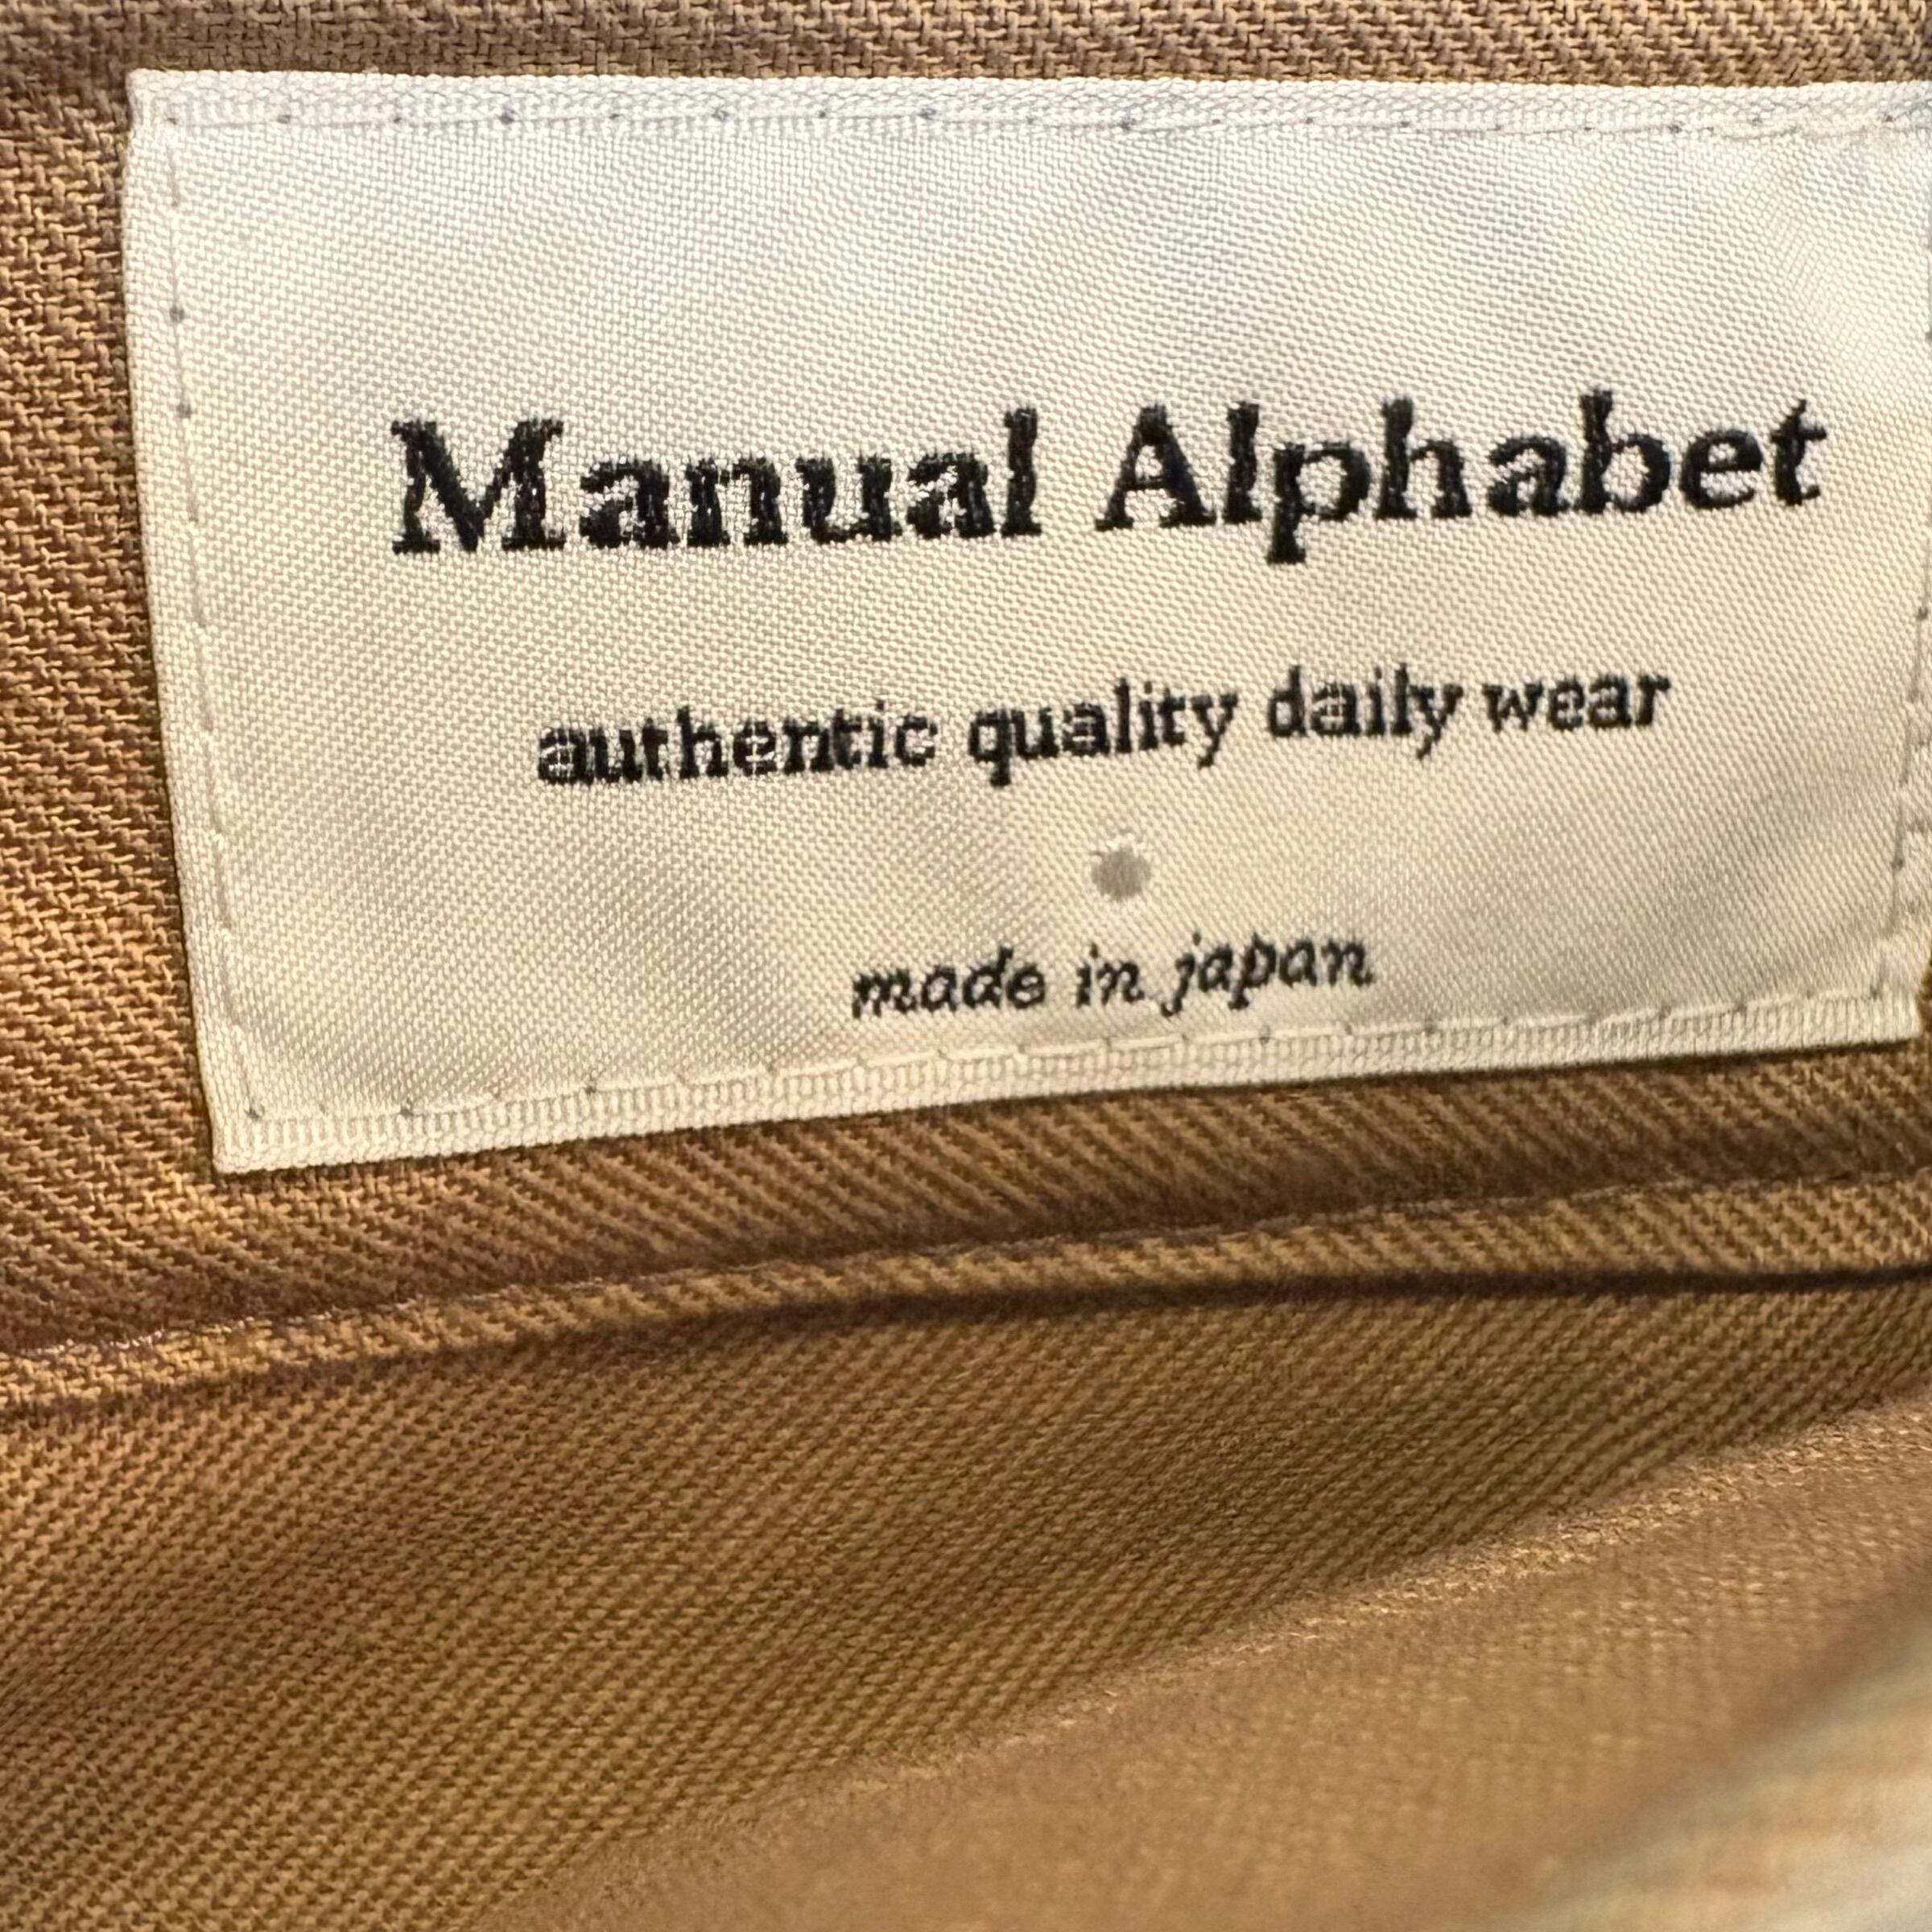 Manual Alphabet
authentic quality daily wear
made in japan